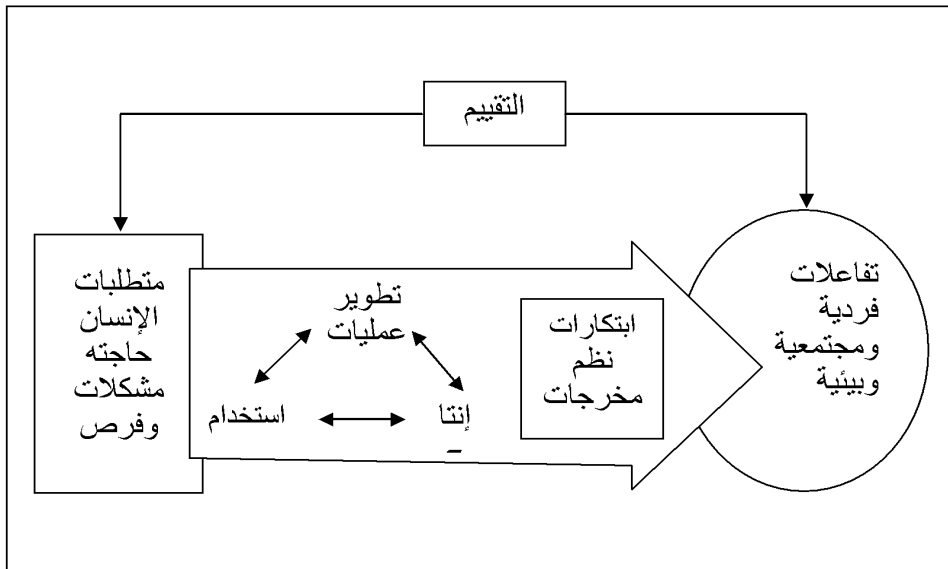 التقييم
متطلبات
الإنسان
حاجته
مشكلات
وفرص
تطوير
عمليات
استخدام
إنتا
ابتكارات
نظم
مخرجات
تفاعلات
فردية
ومجتمعية
وبيئية